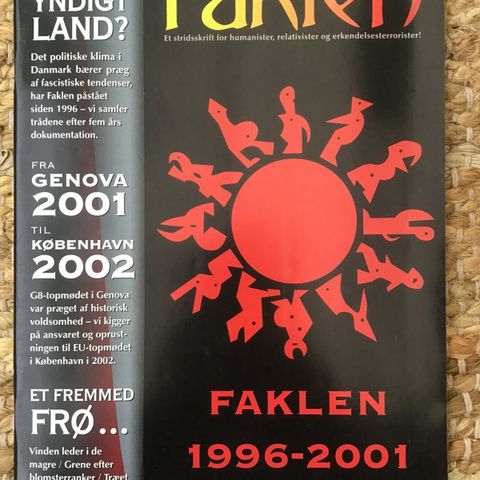 YNDIGT
LAND?
Det politiske klima i
Danmark bærer præg
af fascistiske tendenser,
har Faklen påstået
siden 1996 – vi samler
trådene efter fem års
dokumentation.
FRA
GENOVA
2001
TIL
KØBENHAVN
2002
G8-topmødet i Genova
var præget af historisk
voldsomhed – vi kigger
på ansvaret og oprust-
ningen til EU-topmødet
i København i 2002.
ET FREMMED
FRØ...
Vinden leder i de
magre / Grene efter
blomsterranker / Træet
Faklen
Et stridsskrift for humanister, relativister og erkendelsesterrorister!
FAKLEN
1996-2001